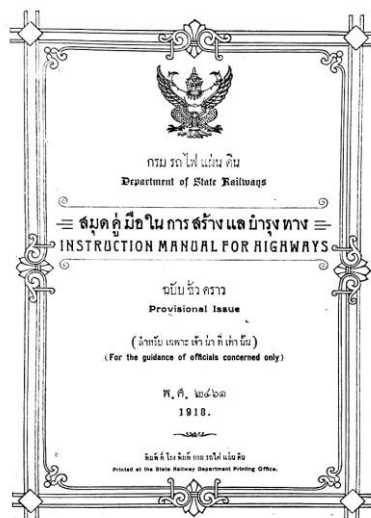 กรม รถไฟ แผ่น ดิน
Department of State Railways
สมุด คู่ มือ ใน การ สร้าง แล บำรุง ทาง
INSTRUCTION MANUAL FOR HIGHWAYS
ฉบับ ชั่ว คราว
Provisional Issue
(สำหรับ เฉพาะ เจ้า น่า ที่ เท่า นั้น)
(For the guidance of officials concerned only)
พ. ศ. ๒๔๖๑
1918.
พิมพ์ ที่ โรง พิมพ์ กรม รถไฟ แผ่น ดิน
Printed at the State Railway Department Printing Office.